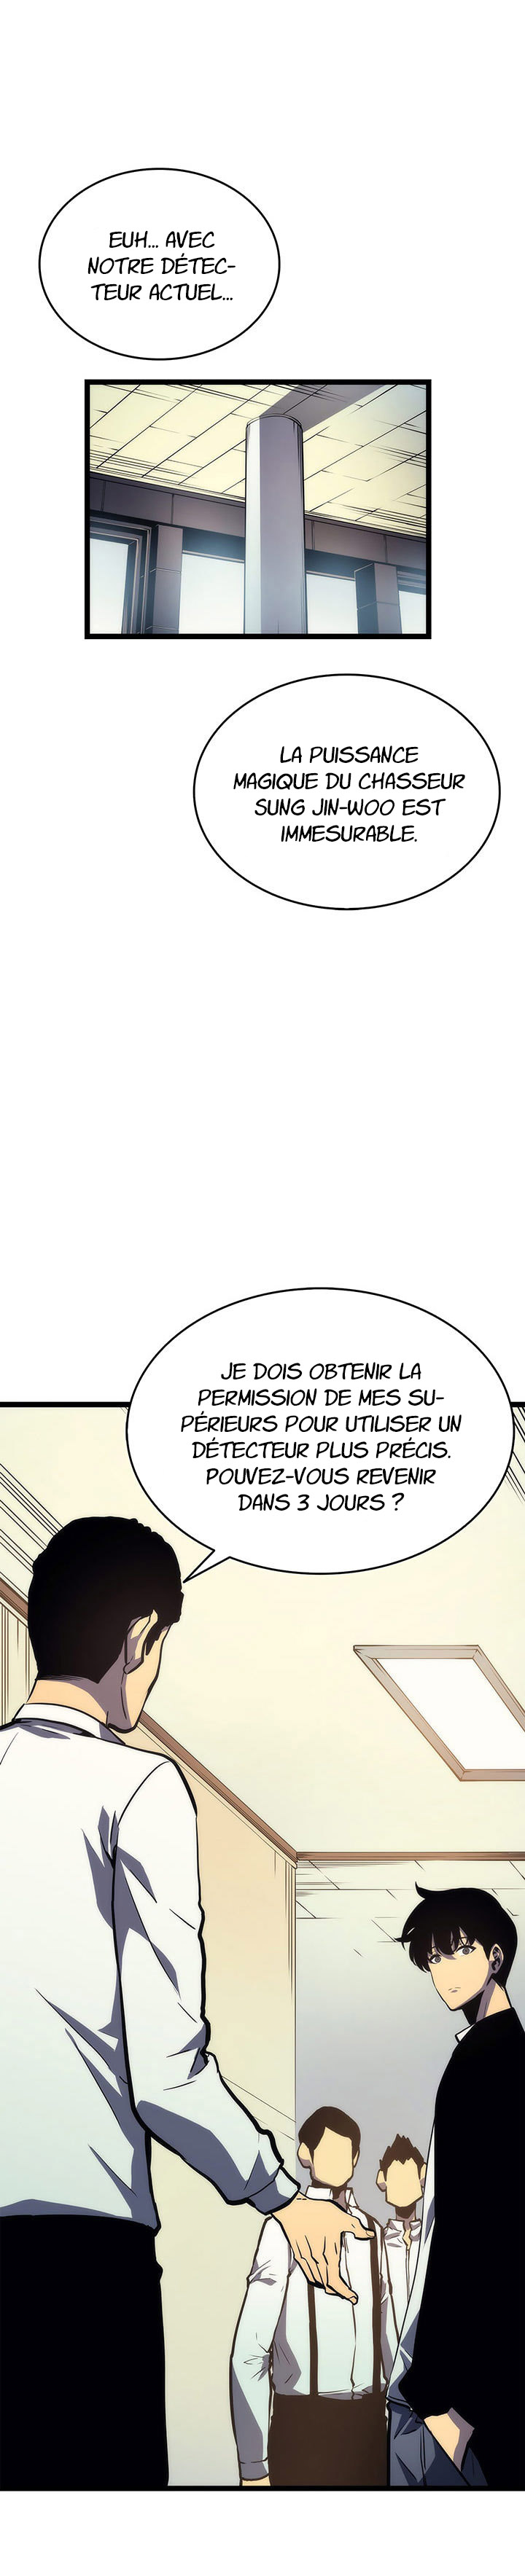 EUH... AVEC
NOTRE DÉTEC-
TEUR ACTUEL...
LA PUISSANCE
MAGIQUE DU CHASSEUR
SUNG JIN-WOO EST
IMMESURABLE.
JE DOIS OBTENIR LA
PERMISSION DE MES SU-
PÉRIEURS POUR UTILISER UN
DÉTECTEUR PLUS PRÉCIS.
POUVEZ-VOUS REVENIR
DANS 3 JOURS ?